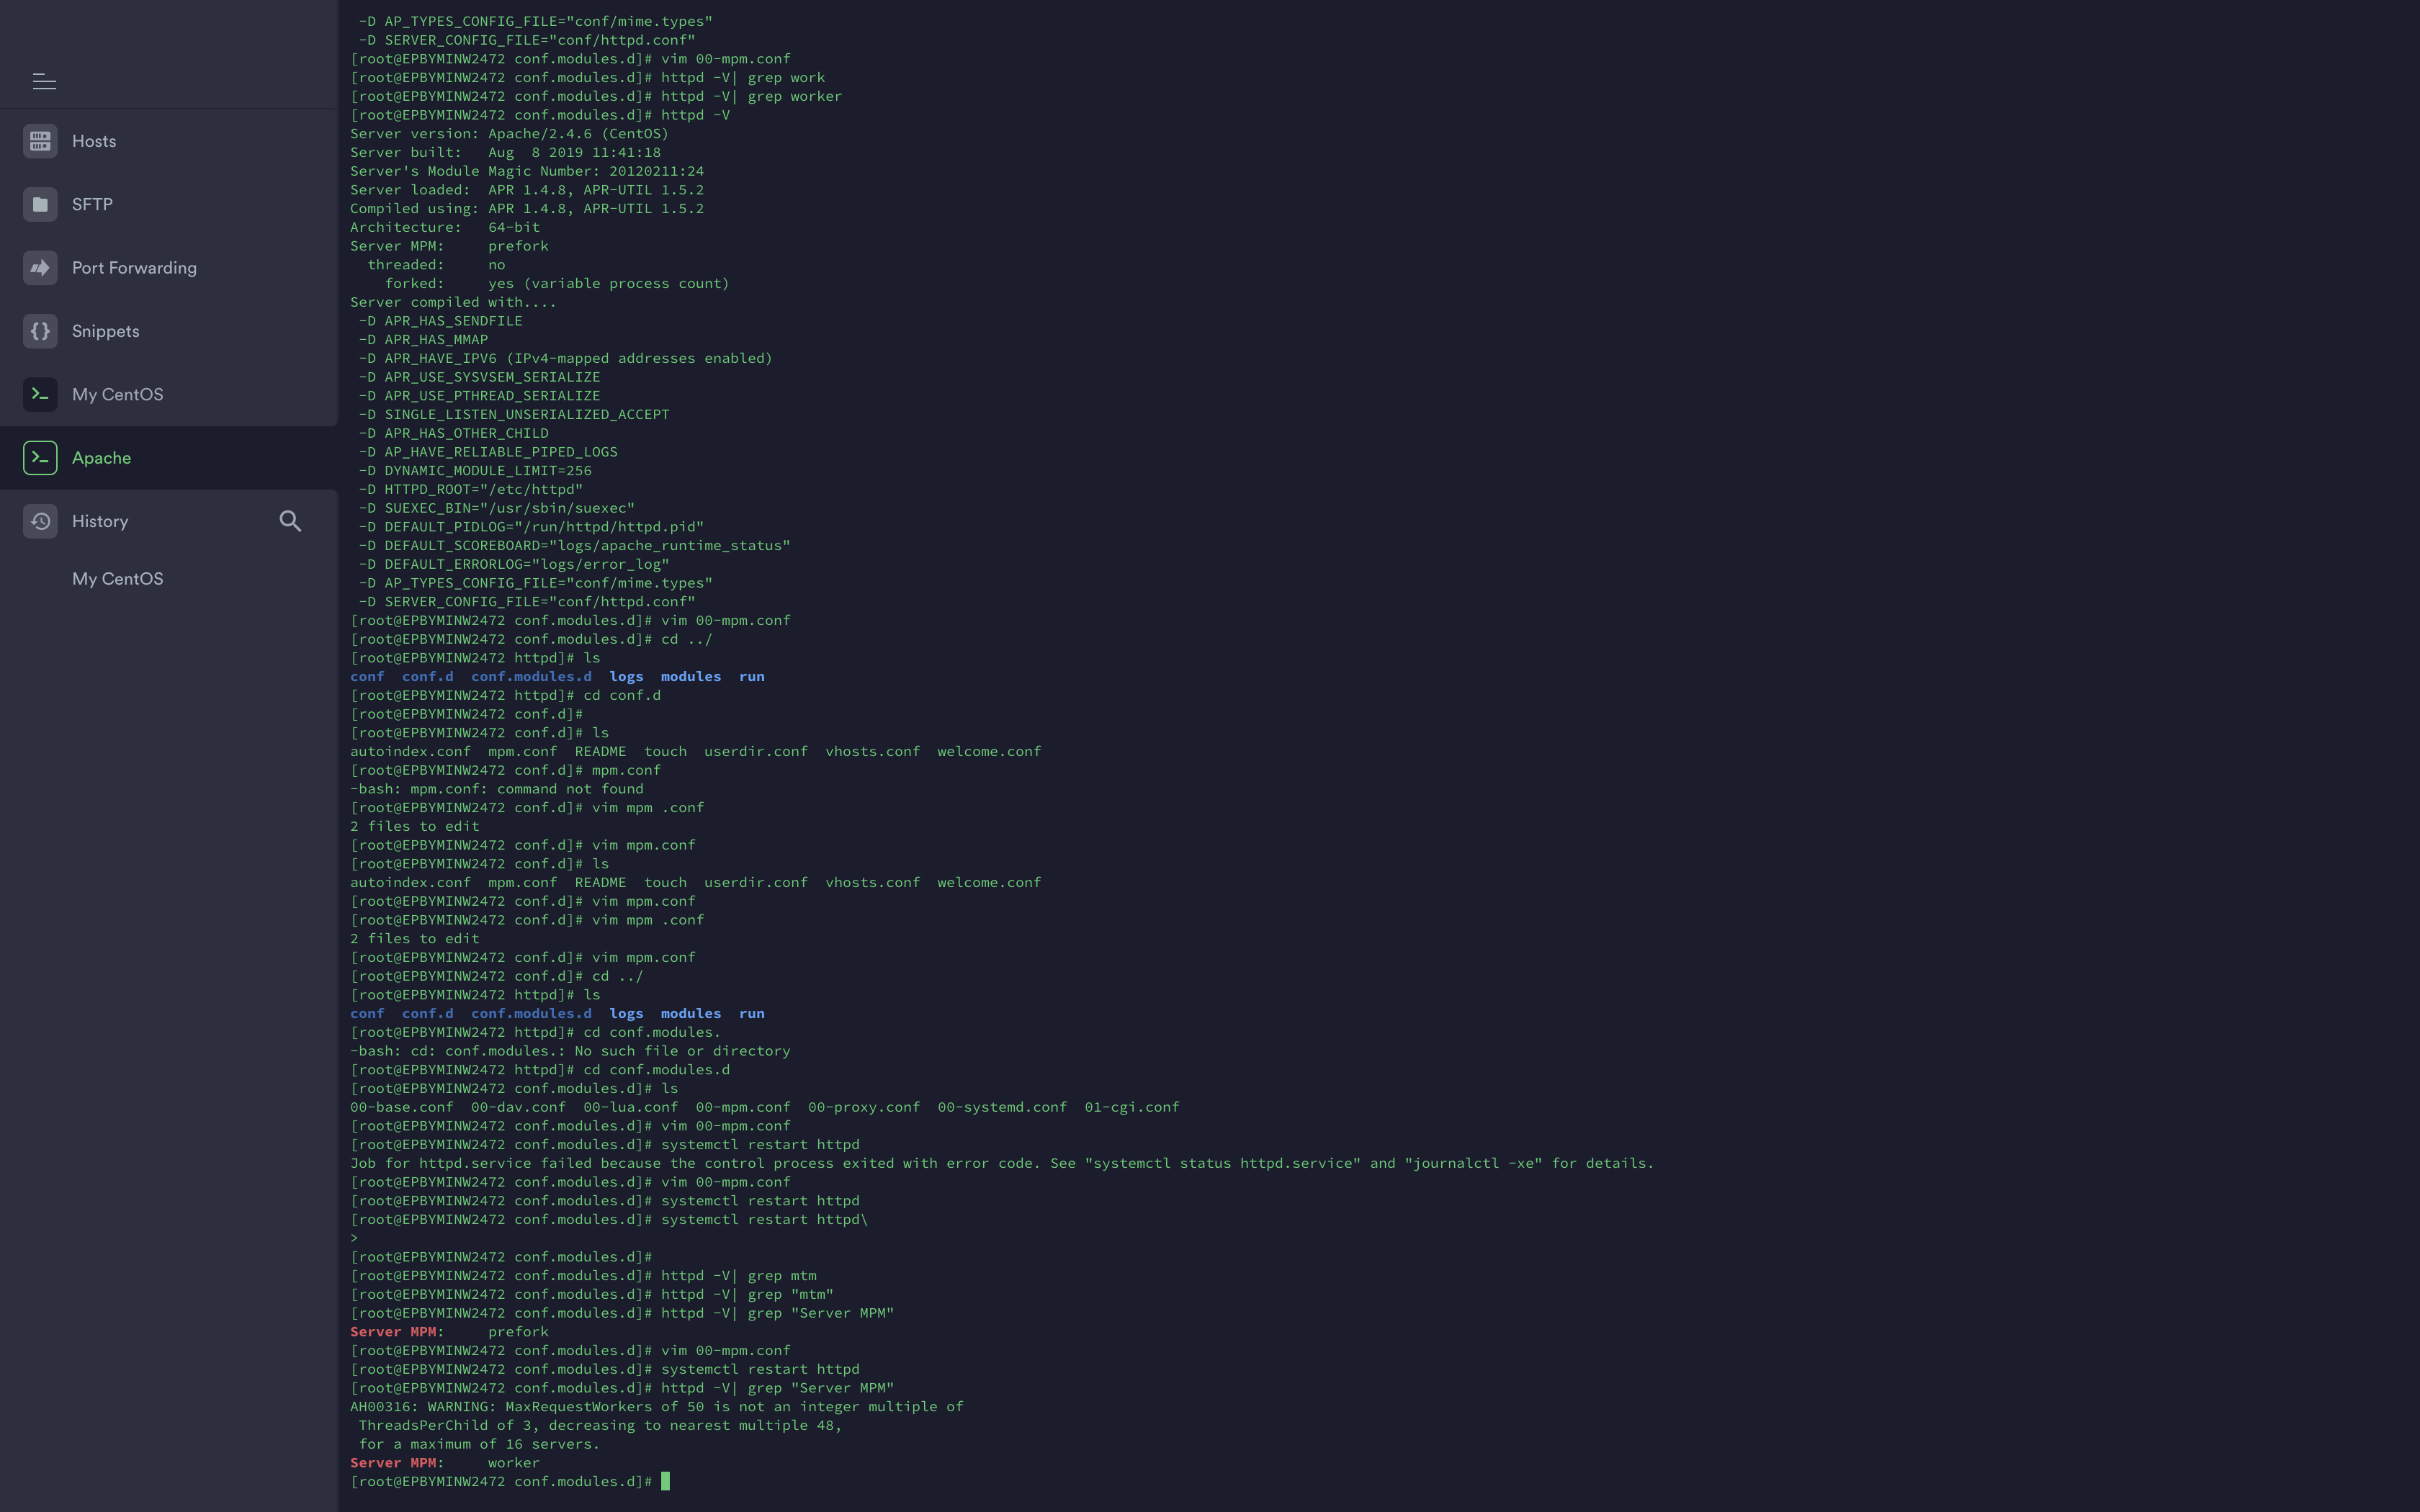 Hosts
SFTP
Port Forwarding
Snippets
My CentOS
Apache
History
My CentOS
-D AP_TYPES_CONFIG_FILE="conf/mime.types"
-D SERVER_CONFIG_FILE="conf/httpd.conf"
[root@EPBYMINW2472 conf.modules.d]# vim 00-mpm.conf
[root@EPBYMINW2472 conf.modules.d]# httpd -V| grep work
[root@EPBYMINW2472 conf.modules.d]# httpd -V| grep worker
[root@EPBYMINW2472 conf.modules.d]# httpd -V
Server version: Apache/2.4.6 (CentOS)
Server built:   Aug  8 2019 11:41:18
Server's Module Magic Number: 20120211:24
Server loaded:  APR 1.4.8, APR-UTIL 1.5.2
Compiled using: APR 1.4.8, APR-UTIL 1.5.2
Architecture:   64-bit
Server MPM:     prefork
  threaded:     no
    forked:     yes (variable process count)
Server compiled with....
 -D APR_HAS_SENDFILE
 -D APR_HAS_MMAP
 -D APR_HAVE_IPV6 (IPv4-mapped addresses enabled)
 -D APR_USE_SYSVSEM_SERIALIZE
 -D APR_USE_PTHREAD_SERIALIZE
 -D SINGLE_LISTEN_UNSERIALIZED_ACCEPT
 -D APR_HAS_OTHER_CHILD
 -D AP_HAVE_RELIABLE_PIPED_LOGS
 -D DYNAMIC_MODULE_LIMIT=256
 -D HTTPD_ROOT="/etc/httpd"
 -D SUEXEC_BIN="/usr/sbin/suexec"
 -D DEFAULT_PIDLOG="/run/httpd/httpd.pid"
 -D DEFAULT_SCOREBOARD="logs/apache_runtime_status"
 -D DEFAULT_ERRORLOG="logs/error_log"
 -D AP_TYPES_CONFIG_FILE="conf/mime.types"
 -D SERVER_CONFIG_FILE="conf/httpd.conf"
[root@EPBYMINW2472 conf.modules.d]# vim 00-mpm.conf
[root@EPBYMINW2472 conf.modules.d]# cd ../
[root@EPBYMINW2472 httpd]# ls
conf  conf.d  conf.modules.d  logs  modules  run
[root@EPBYMINW2472 httpd]# cd conf.d
[root@EPBYMINW2472 conf.d]#
[root@EPBYMINW2472 conf.d]# ls
autoindex.conf  mpm.conf  README  touch  userdir.conf  vhosts.conf  welcome.conf
[root@EPBYMINW2472 conf.d]# mpm.conf
-bash: mpm.conf: command not found
[root@EPBYMINW2472 conf.d]# vim mpm .conf
2 files to edit
[root@EPBYMINW2472 conf.d]# vim mpm.conf
[root@EPBYMINW2472 conf.d]# ls
autoindex.conf  mpm.conf  README  touch  userdir.conf  vhosts.conf  welcome.conf
[root@EPBYMINW2472 conf.d]# vim mpm.conf
[root@EPBYMINW2472 conf.d]# vim mpm .conf
2 files to edit
[root@EPBYMINW2472 conf.d]# vim mpm.conf
[root@EPBYMINW2472 conf.d]# cd ../
[root@EPBYMINW2472 httpd]# ls
conf  conf.d  conf.modules.d  logs  modules  run
[root@EPBYMINW2472 httpd]# cd conf.modules.
-bash: cd: conf.modules.: No such file or directory
[root@EPBYMINW2472 httpd]# cd conf.modules.d
[root@EPBYMINW2472 conf.modules.d]# ls
00-base.conf  00-dav.conf  00-lua.conf  00-mpm.conf  00-proxy.conf  00-systemd.conf  01-cgi.conf
[root@EPBYMINW2472 conf.modules.d]# vim 00-mpm.conf
[root@EPBYMINW2472 conf.modules.d]# systemctl restart httpd
Job for httpd.service failed because the control process exited with error code. See "systemctl status httpd.service" and "journalctl -xe" for details.
[root@EPBYMINW2472 conf.modules.d]# vim 00-mpm.conf
[root@EPBYMINW2472 conf.modules.d]# systemctl restart httpd
[root@EPBYMINW2472 conf.modules.d]# systemctl restart httpd\
>
[root@EPBYMINW2472 conf.modules.d]#
[root@EPBYMINW2472 conf.modules.d]# httpd -V| grep mtm
[root@EPBYMINW2472 conf.modules.d]# httpd -V| grep "mtm"
[root@EPBYMINW2472 conf.modules.d]# httpd -V| grep "Server MPM"
Server MPM:     prefork
[root@EPBYMINW2472 conf.modules.d]# vim 00-mpm.conf
[root@EPBYMINW2472 conf.modules.d]# systemctl restart httpd
[root@EPBYMINW2472 conf.modules.d]# httpd -V| grep "Server MPM"
AH00316: WARNING: MaxRequestWorkers of 50 is not an integer multiple of
 ThreadsPerChild of 3, decreasing to nearest multiple 48,
 for a maximum of 16 servers.
Server MPM:     worker
[root@EPBYMINW2472 conf.modules.d]#